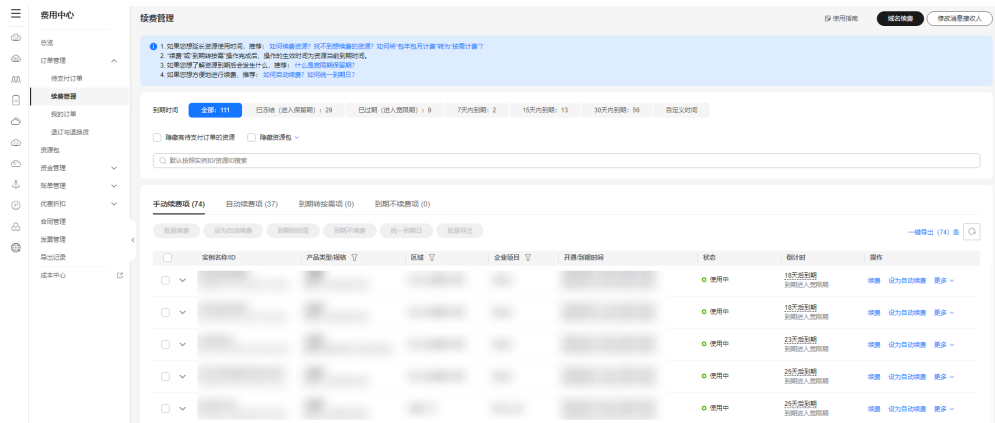 费用中心
总览
订单管理
待支付订单
续费管理
我的订单
退订与退换货
资源包
资金管理
账单管理
优惠折扣
合同管理
发票管理
导出记录
成本中心
续费管理
使用指南
域名续费
修改消息接收人
1. 如果您想延长资源使用时间，推荐： 如何续费资源？找不到想续费的资源？如何将"包年包月计费"转为"按需计费"？
2. "续费"或"到期转按需"操作完成后，操作的生效时间为资源当前到期时间。
3. 如果您想了解资源到期后会发生什么，推荐： 什么是宽限期保留期？
4. 如果您想方便地进行续费，推荐： 如何自动续费？如何统一到期日？
到期时间 全部：111 已冻结（进入保留期）：29 已过期（进入宽限期）：9 7天内到期：2 15天内到期：13 30天内到期：56 自定义时间
隐藏有待支付订单的资源 隐藏资源包
默认按照实例ID/资源ID搜索
手动续费项 (74) 自动续费项 (37) 到期转按需项 (0) 到期不续费项 (0)
批量续费 设为自动续费 到期转按需 到期不续费 统一到期日 批量导出
一键导出（74）条
实例名称/ID 产品类型/规格 区域 企业项目 开通/到期时间 状态 倒计时 操作
使用中 18天后到期 续费 设为自动续费 更多
到期进入宽限期
使用中 18天后到期 续费 设为自动续费 更多
到期进入宽限期
使用中 23天后到期 续费 设为自动续费 更多
到期进入宽限期
使用中 25天后到期 续费 设为自动续费 更多
到期进入宽限期
使用中 25天后到期 续费 设为自动续费 更多
到期进入宽限期